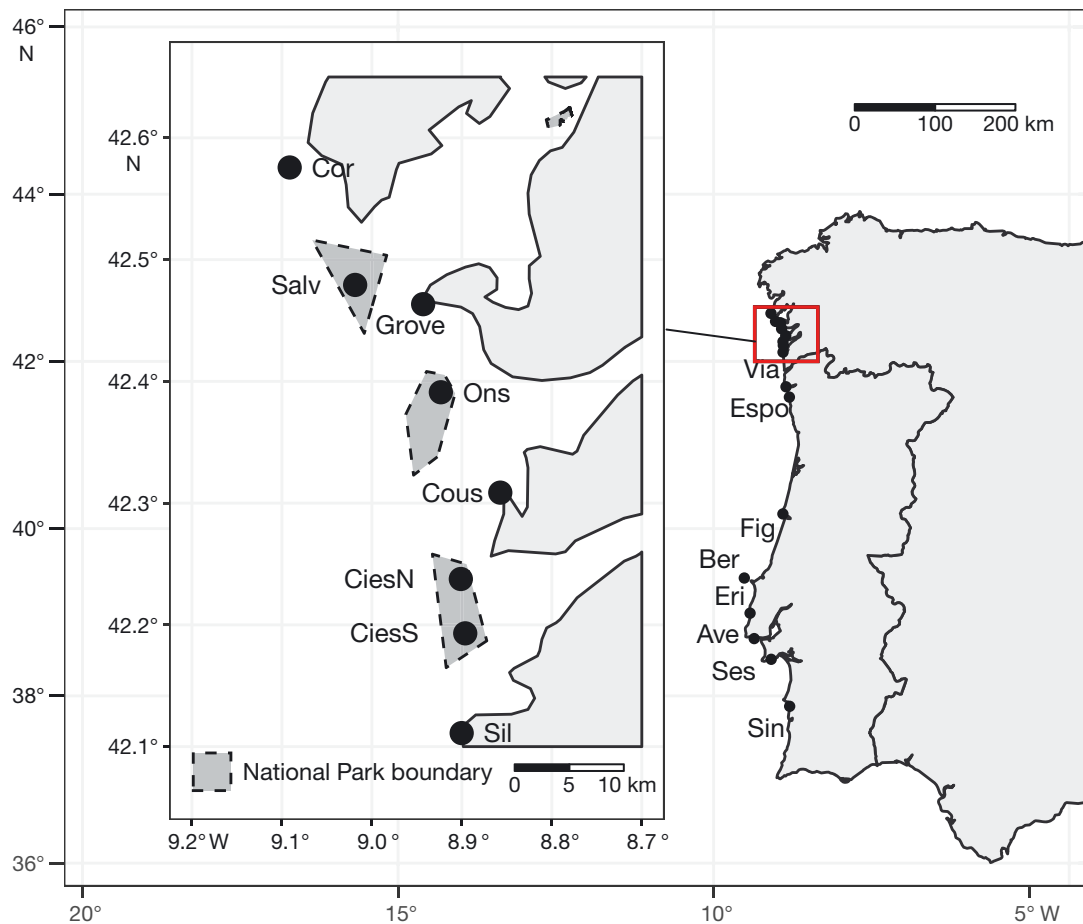 46°
N
44°
42°
40°
38°
36°
20°
15°
10°
5° W
0 100 200 km
42.6°
N
42.5°
42.4°
42.3°
42.2°
42.1°
9.2° W 9.1° 9.0° 8.9° 8.8° 8.7°
Cor
Salv
Grove
Ons
Cous
CiesN
CiesS
Sil
National Park boundary
0 5 10 km
Via
Espo
Fig
Ber
Eri
Ave
Ses
Sin